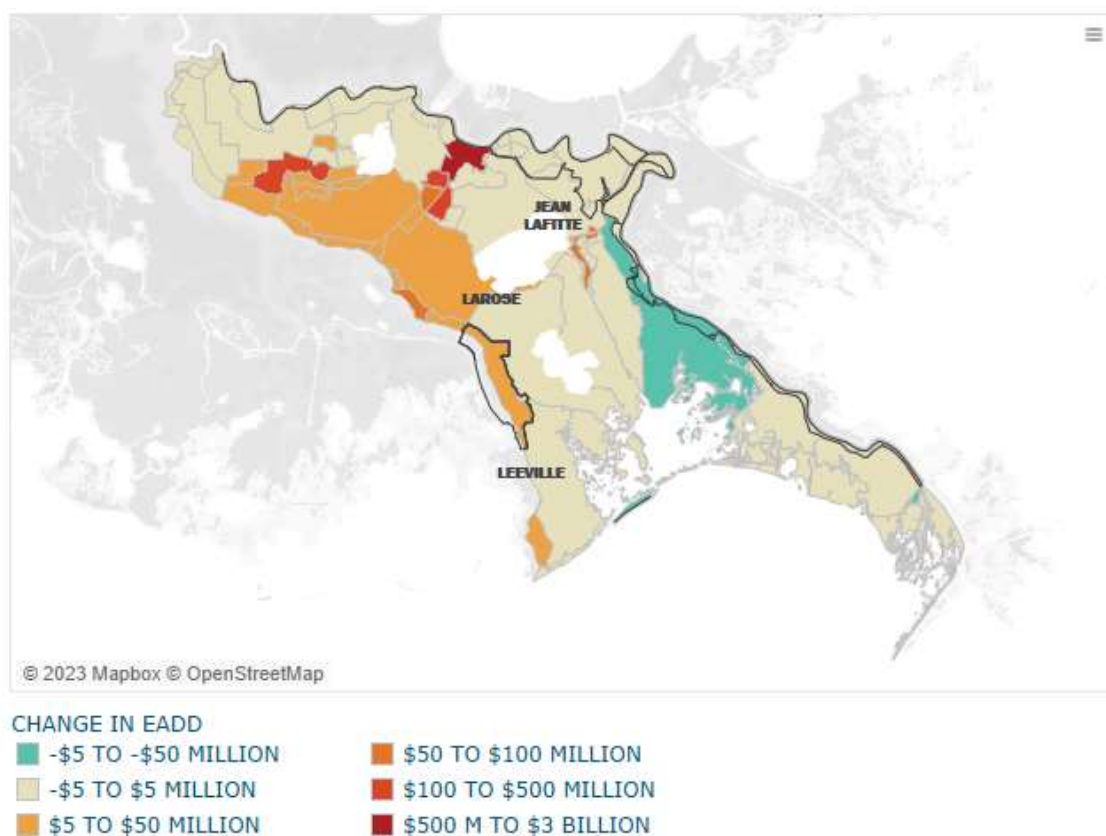 JEAN
LAFITTE
LAROSE
LEEVILLE
© 2023 Mapbox © OpenStreetMap
CHANGE IN EADD
-$5 TO -$50 MILLION
-$5 TO $5 MILLION
$5 TO $50 MILLION
$50 TO $100 MILLION
$100 TO $500 MILLION
$500 M TO $3 BILLION